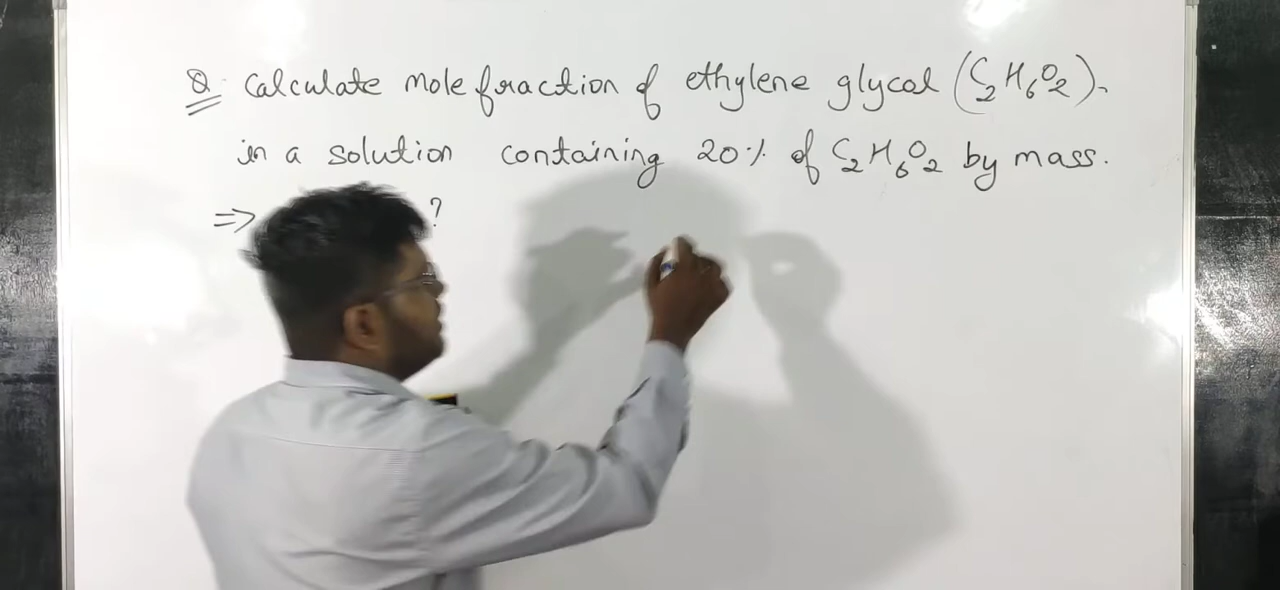 Q. Calculate mole fraction of ethylene glycol (C₂H₆O₂).
in a solution containing 20% of C₂H₆O₂ by mass.
⇒ ?